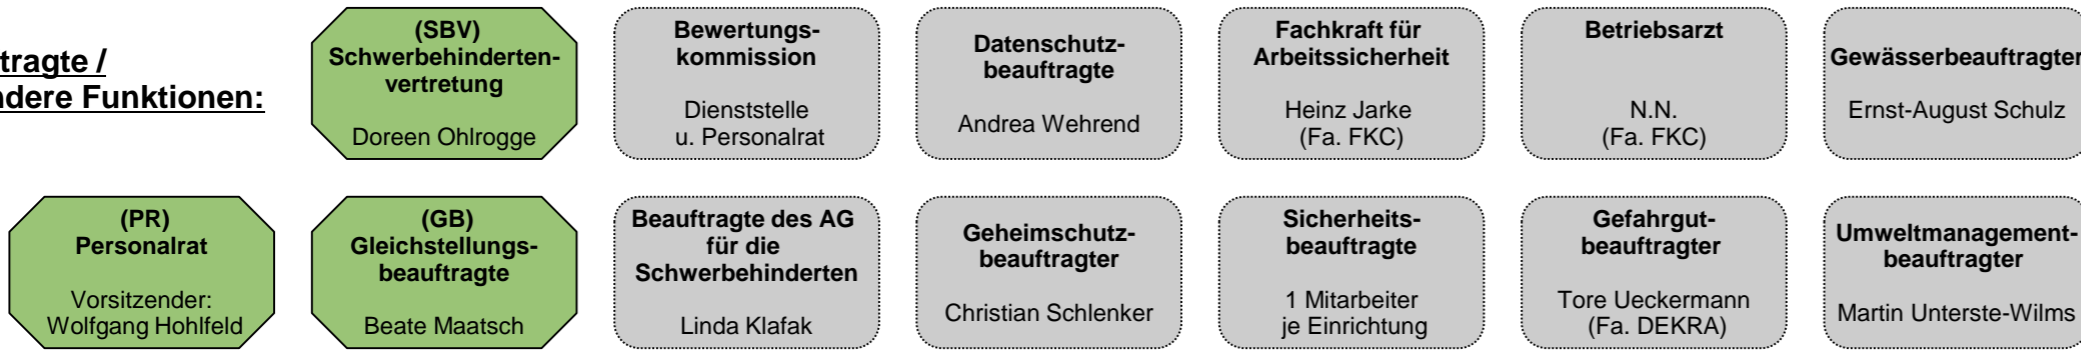 tragte /
ndere Funktionen:
(SBV)
Schwerbehinderten-
vertretung
Doreen Ohlrogge
Bewertungs-
kommission
Dienststelle
u. Personalrat
Datenschutz-
beauftragte
Andrea Wehrend
Fachkraft für
Arbeitssicherheit
Heinz Jarke
(Fa. FKC)
Betriebsarzt
N.N.
(Fa. FKC)
Gewässerbeauftragter
Ernst-August Schulz
(PR)
Personalrat
Vorsitzender:
Wolfgang Hohlfeld
(GB)
Gleichstellungs-
beauftragte
Beate Maatsch
Beauftragte des AG
für die
Schwerbehinderten
Linda Klafak
Geheimschutz-
beauftragter
Christian Schlenker
Sicherheits-
beauftragte
1 Mitarbeiter
je Einrichtung
Gefahrgut-
beauftragter
Tore Ueckermann
(Fa. DEKRA)
Umweltmanagement-
beauftragter
Martin Unterste-Wilms